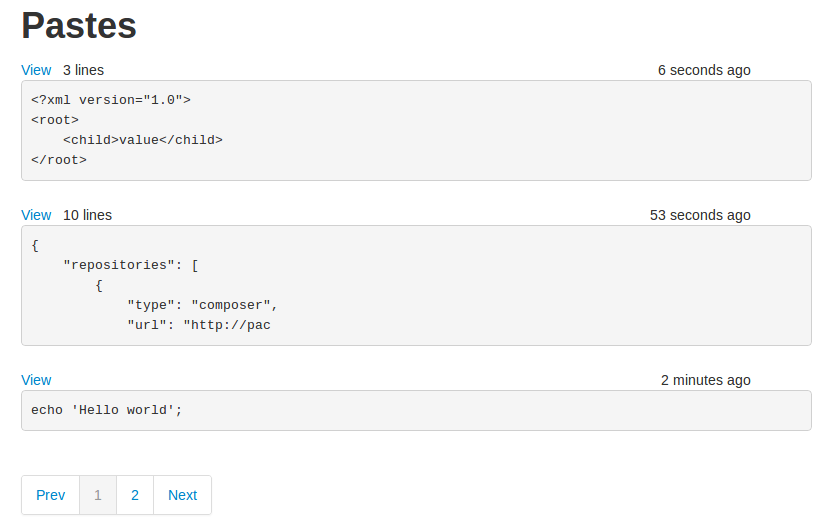 Pastes
View 3 lines 6 seconds ago
<?xml version="1.0">
<root>
    <child>value</child>
</root>
View 10 lines 53 seconds ago
{
    "repositories": [
        {
            "type": "composer",
            "url": "http://pac
View 2 minutes ago
echo 'Hello world';
Prev 1 2 Next